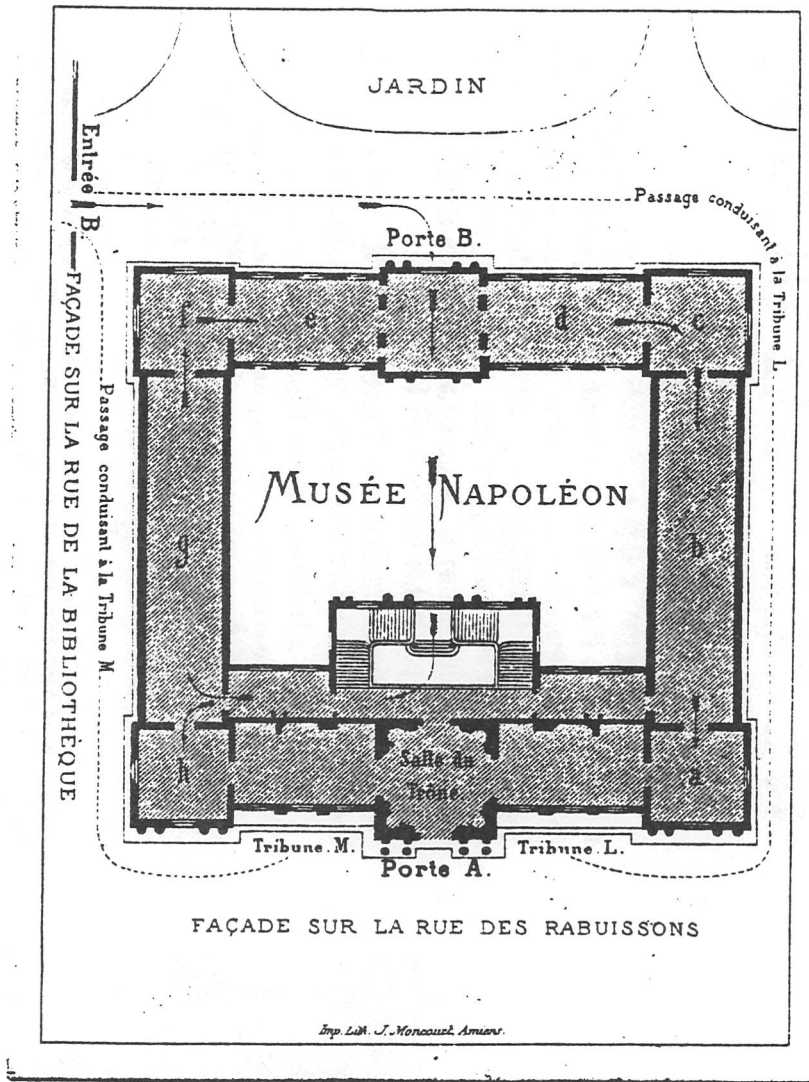 JARDIN
Entrée B.
Passage conduisant à la Tribune L
Porte B.
f
e
d
c
FAÇADE SUR LA RUE DE LA BIBLIOTHÈQUE
Passage conduisant à la Tribune M.
MUSÉE NAPOLÉON
g
b
h
Salle du
Trône.
a
Tribune. M.
Tribune. L.
Porte A.
FAÇADE SUR LA RUE DES RABUISSONS
Imp. Lith. J. Moncourt, Amiens.